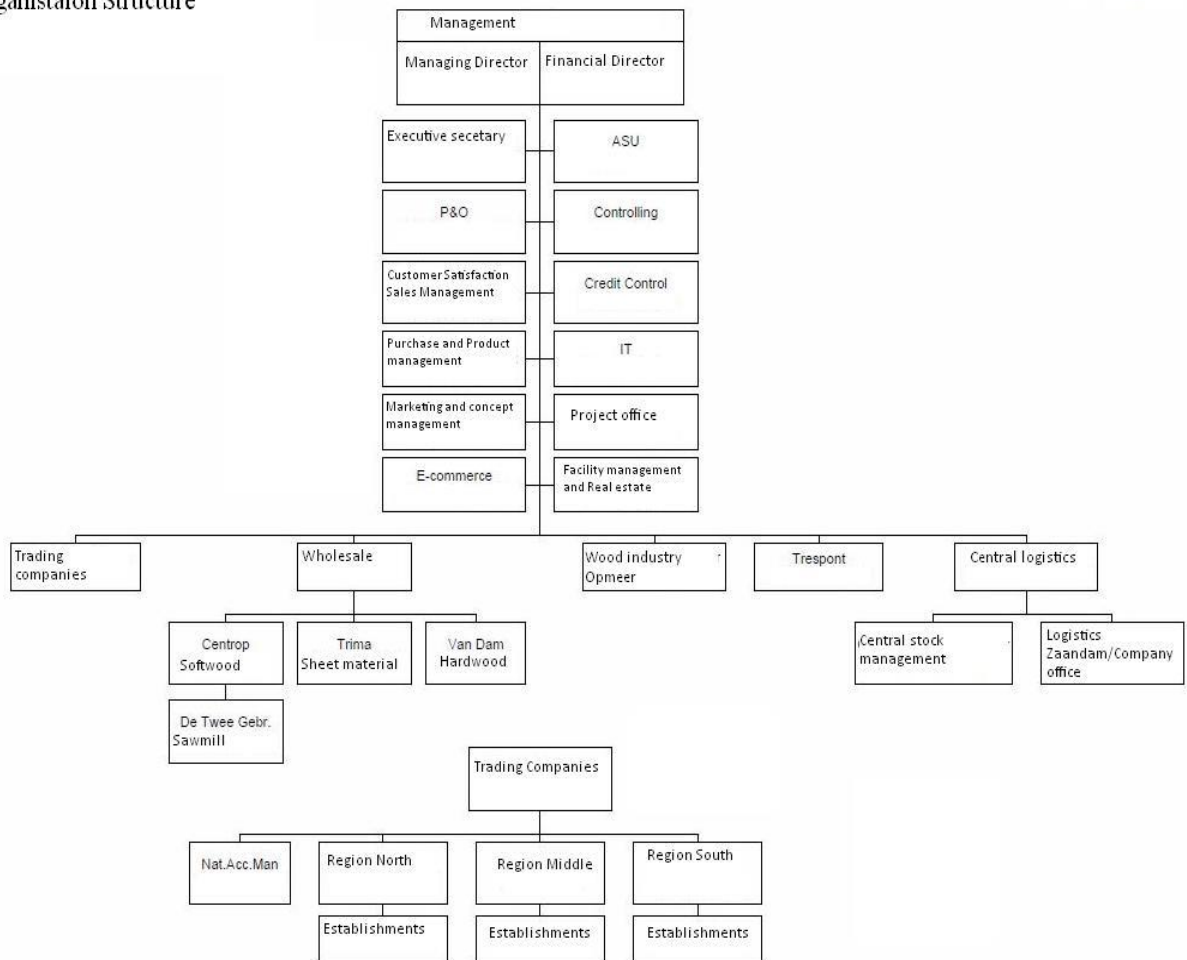 ganistaion Structure
Management
Managing Director
Financial Director
Executive secetary
ASU
P&O
Controlling
Customer Satisfaction
Sales Management
Credit Control
Purchase and Product
management
IT
Marketing and concept
management
Project office
E-commerce
Facility management
and Real estate
Trading
companies
Wholesale
Wood industry
Opmeer
Trespont
Central logistics
Centrop
Softwood
Trima
Sheet material
Van Dam
Hardwood
Central stock
management
Logistics
Zaandam/Company
office
De Twee Gebr.
Sawmill
Trading Companies
Nat.Acc.Man
Region North
Region Middle
Region South
Establishments
Establishments
Establishments